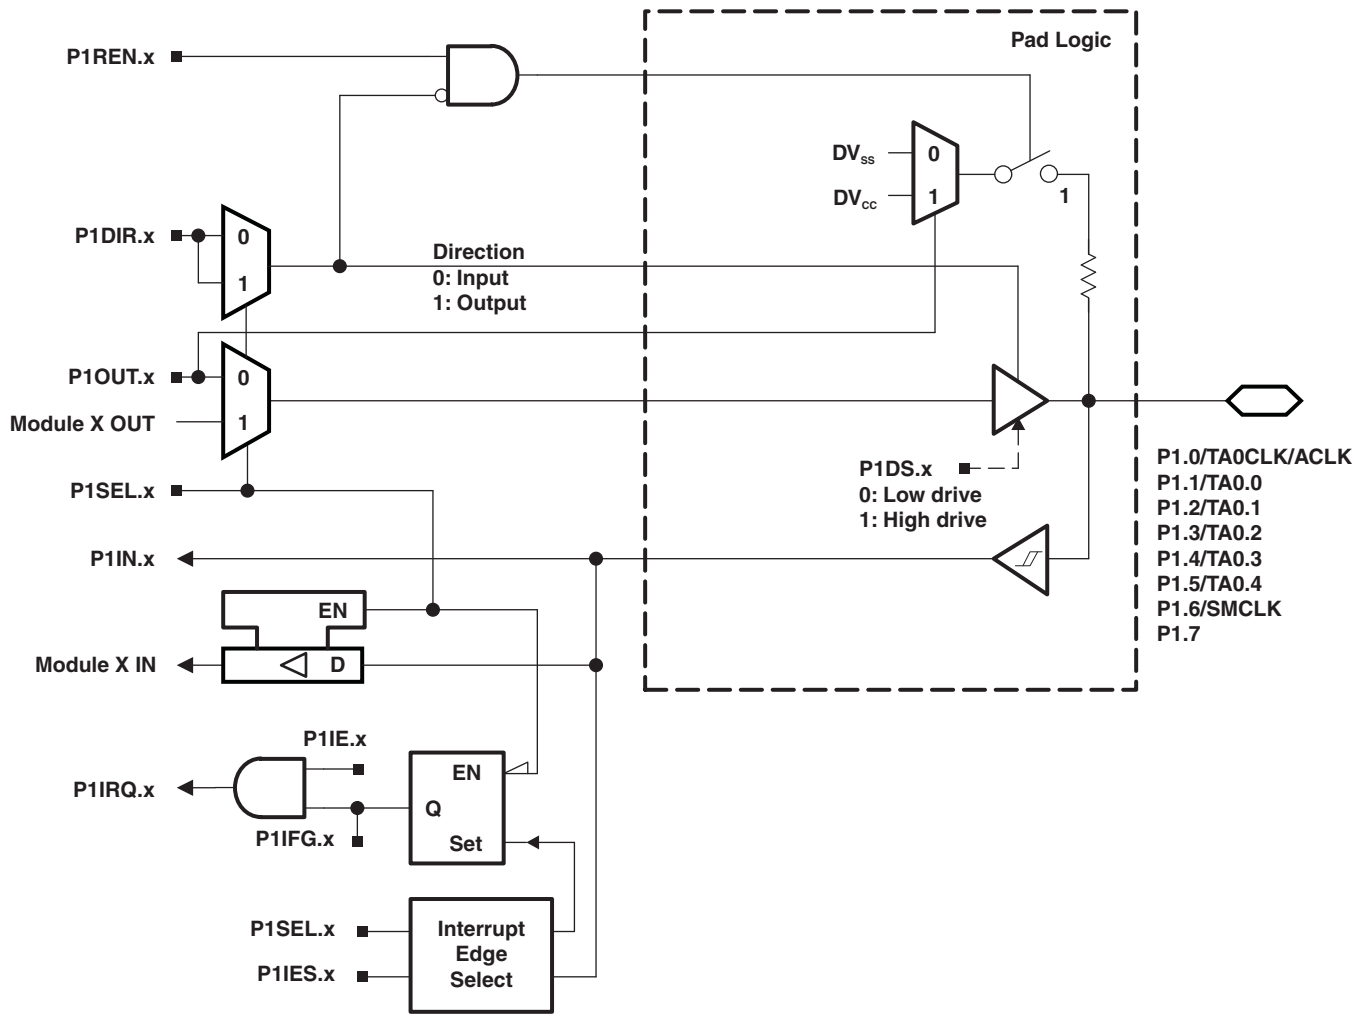 P1REN.x
Pad Logic
DVSS
0
DVCC
1
1
P1DIR.x
0
1
Direction
0: Input
1: Output
P1OUT.x
0
Module X OUT
1
P1DS.x
0: Low drive
1: High drive
P1SEL.x
P1.0/TA0CLK/ACLK
P1.1/TA0.0
P1.2/TA0.1
P1.3/TA0.2
P1.4/TA0.3
P1.5/TA0.4
P1.6/SMCLK
P1.7
P1IN.x
EN
Module X IN
D
P1IE.x
P1IRQ.x
P1IFG.x
EN
Q
Set
P1SEL.x
P1IES.x
Interrupt
Edge
Select